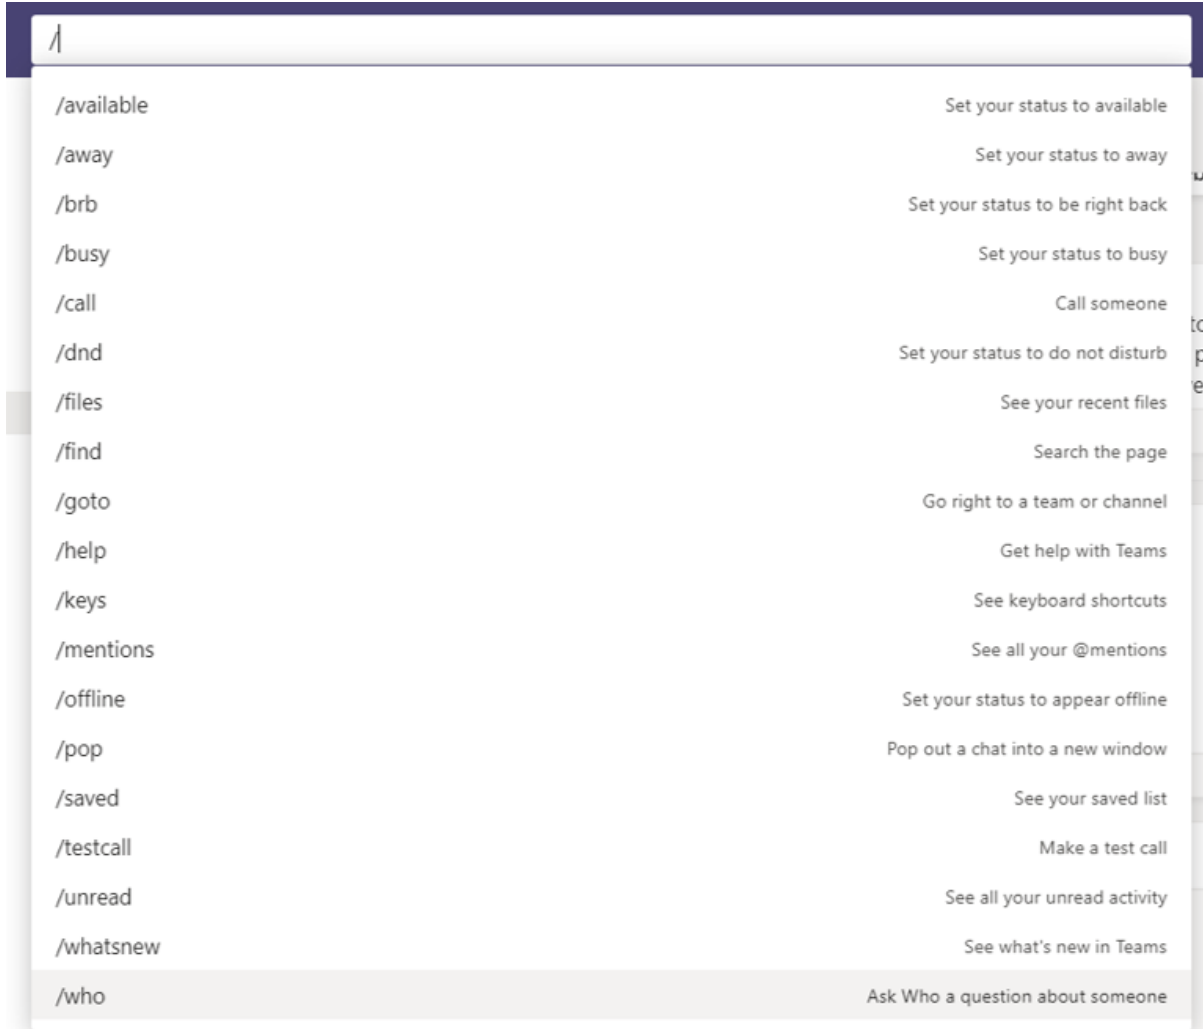 /
/available Set your status to available
/away Set your status to away
/brb Set your status to be right back
/busy Set your status to busy
/call Call someone
/dnd Set your status to do not disturb
/files See your recent files
/find Search the page
/goto Go right to a team or channel
/help Get help with Teams
/keys See keyboard shortcuts
/mentions See all your @mentions
/offline Set your status to appear offline
/pop Pop out a chat into a new window
/saved See your saved list
/testcall Make a test call
/unread See all your unread activity
/whatsnew See what's new in Teams
/who Ask Who a question about someone